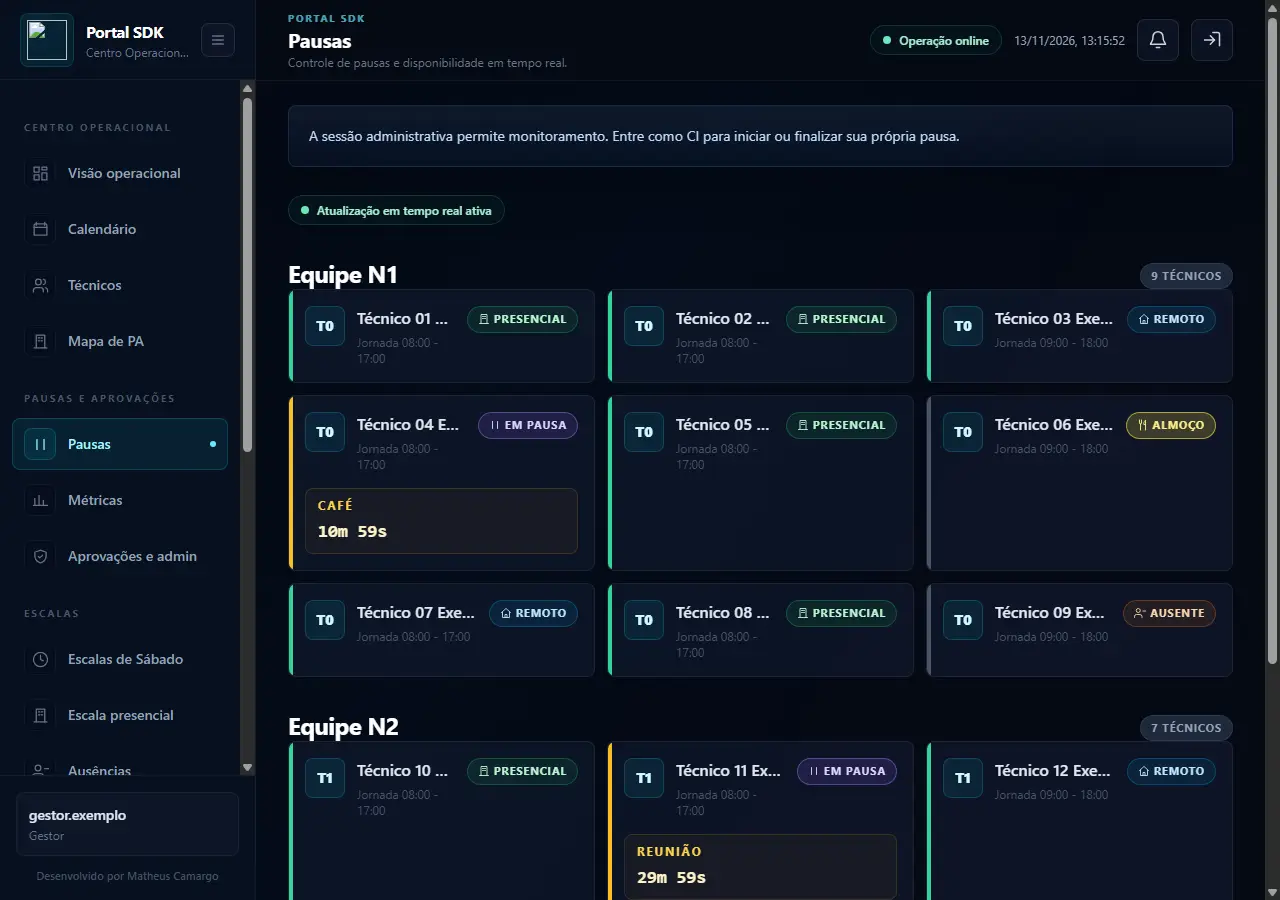 Portal SDK
Centro Operacion...
CENTRO OPERACIONAL
Visão operacional
Calendário
Técnicos
Mapa de PA
PAUSAS E APROVAÇÕES
Pausas
Métricas
Aprovações e admin
ESCALAS
Escalas de Sábado
Escala presencial
Ausências
gestor.exemplo
Gestor
Desenvolvido por Matheus Camargo
PORTAL SDK
Pausas
Controle de pausas e disponibilidade em tempo real.
Operação online
13/11/2026, 13:15:52
A sessão administrativa permite monitoramento. Entre como CI para iniciar ou finalizar sua própria pausa.
Atualização em tempo real ativa
Equipe N1
9 TÉCNICOS
T0
Técnico 01 ...
PRESENCIAL
Jornada 08:00 -
17:00
T0
Técnico 02 ...
PRESENCIAL
Jornada 08:00 -
17:00
T0
Técnico 03 Exe...
REMOTO
Jornada 09:00 - 18:00
T0
Técnico 04 E...
EM PAUSA
Jornada 08:00 -
17:00
CAFÉ
10m 59s
T0
Técnico 05 ...
PRESENCIAL
Jornada 08:00 -
17:00
T0
Técnico 06 Exe...
ALMOÇO
Jornada 09:00 - 18:00
T0
Técnico 07 Exe...
REMOTO
Jornada 08:00 - 17:00
T0
Técnico 08 ...
PRESENCIAL
Jornada 08:00 -
17:00
T0
Técnico 09 Ex...
AUSENTE
Jornada 09:00 - 18:00
Equipe N2
7 TÉCNICOS
T1
Técnico 10 ...
PRESENCIAL
Jornada 08:00 -
17:00
T1
Técnico 11 Ex...
EM PAUSA
Jornada 08:00 -
17:00
REUNIÃO
29m 59s
T1
Técnico 12 Exe...
REMOTO
Jornada 09:00 - 18:00